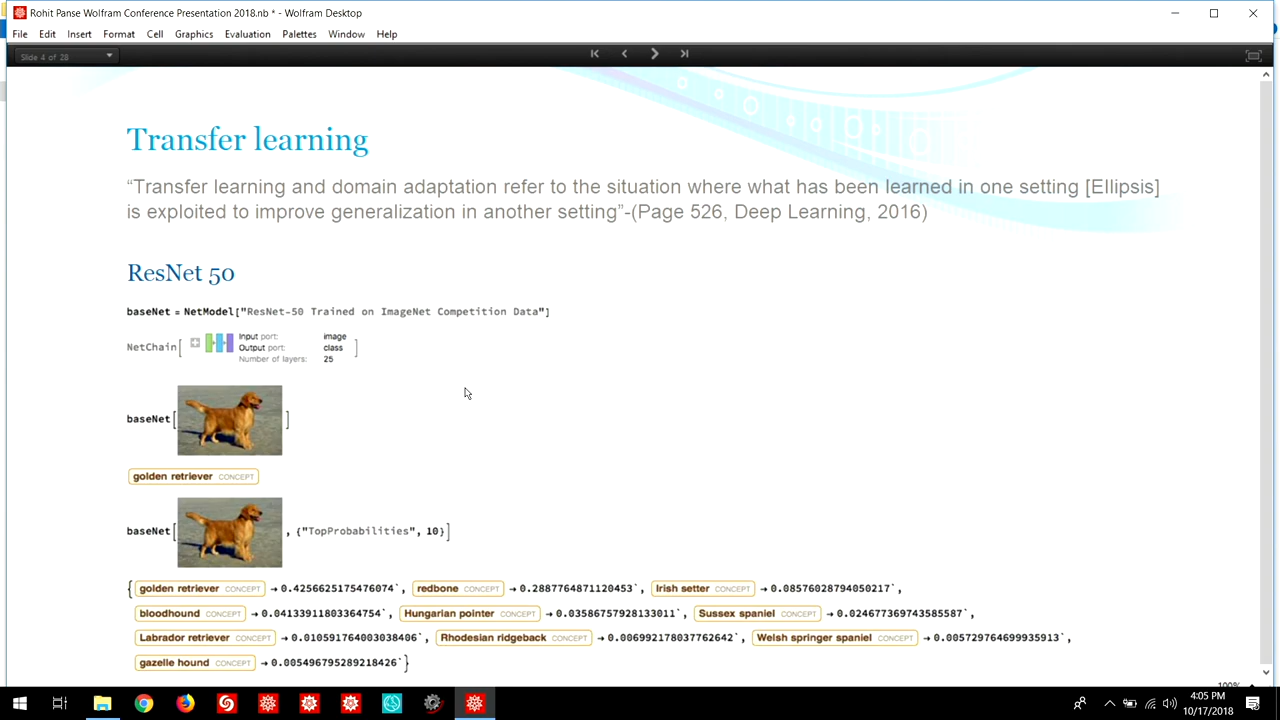 Rohit Panse Wolfram Conference Presentation 2018.nb * - Wolfram Desktop
File Edit Insert Format Cell Graphics Evaluation Palettes Window Help
Slide 4 of 28
Transfer learning
“Transfer learning and domain adaptation refer to the situation where what has been learned in one setting [Ellipsis]
is exploited to improve generalization in another setting”-(Page 526, Deep Learning, 2016)
ResNet 50
baseNet = NetModel["ResNet-50 Trained on ImageNet Competition Data"]
NetChain[
Input port: image
Output port: class
Number of layers: 25
]
baseNet[ ]
golden retriever CONCEPT
baseNet[ , {"TopProbabilities", 10}]
{ golden retriever CONCEPT → 0.4256625175476074`, redbone CONCEPT → 0.2887764871120453`, Irish setter CONCEPT → 0.08576028794050217`,
bloodhound CONCEPT → 0.04133911803364754`, Hungarian pointer CONCEPT → 0.03586757928133011`, Sussex spaniel CONCEPT → 0.024677369743585587`,
Labrador retriever CONCEPT → 0.010591764003038406`, Rhodesian ridgeback CONCEPT → 0.006992178037762642`, Welsh springer spaniel CONCEPT → 0.005729764699935913`,
gazelle hound CONCEPT → 0.005496795289218426`}
100%
4:05 PM
10/17/2018